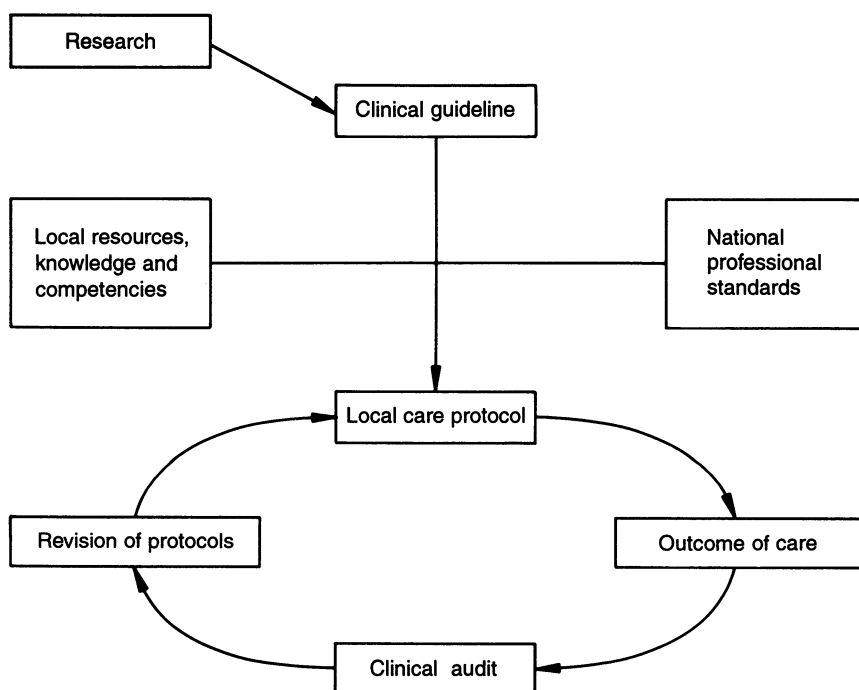 Research
Clinical guideline
Local resources,
knowledge and
competencies
National
professional
standards
Local care protocol
Revision of protocols
Outcome of care
Clinical audit